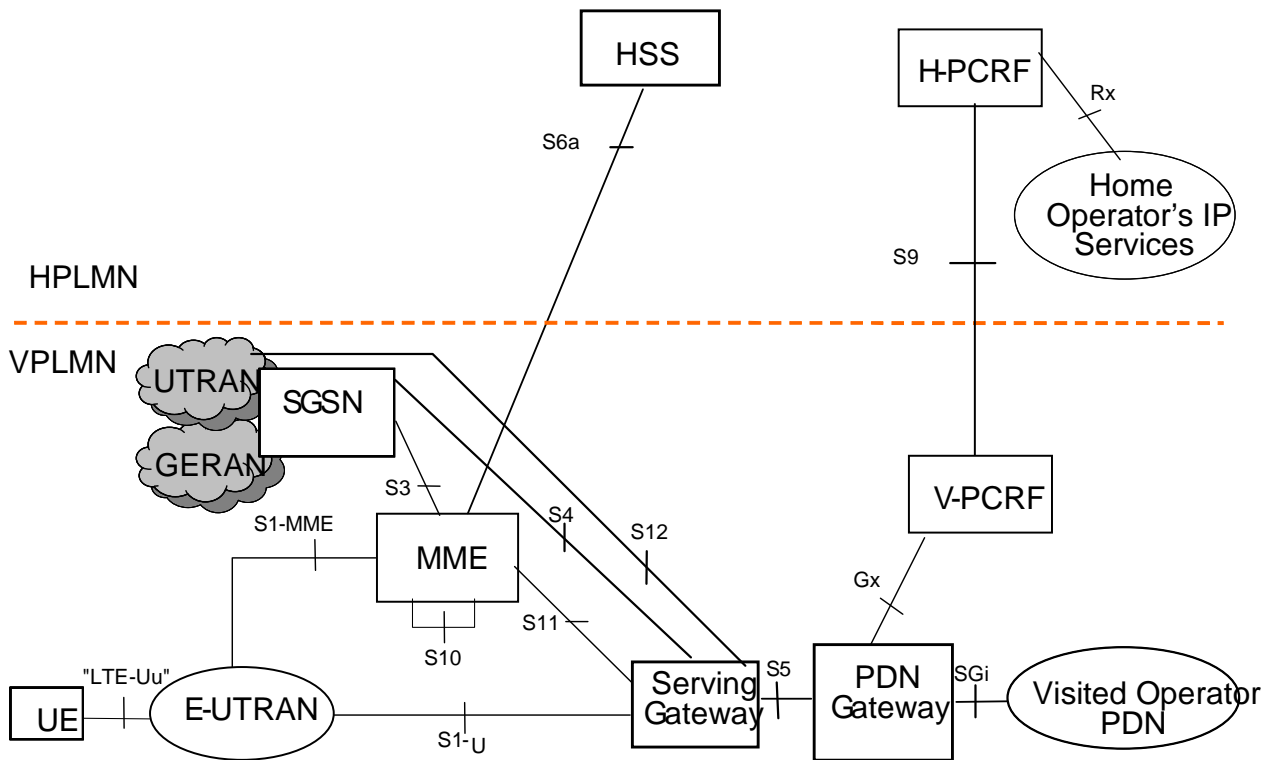 HSS
H-PCRF
Rx
S6a
Home
Operator's IP
Services
S9
HPLMN
VPLMN
UTRAN
SGSN
GERAN
S3
V-PCRF
S1-MME
S4
S12
MME
Gx
S11
S10
"LTE-Uu"
S5
SGi
UE
E-UTRAN
Serving
Gateway
PDN
Gateway
Visited Operator
PDN
S1-U